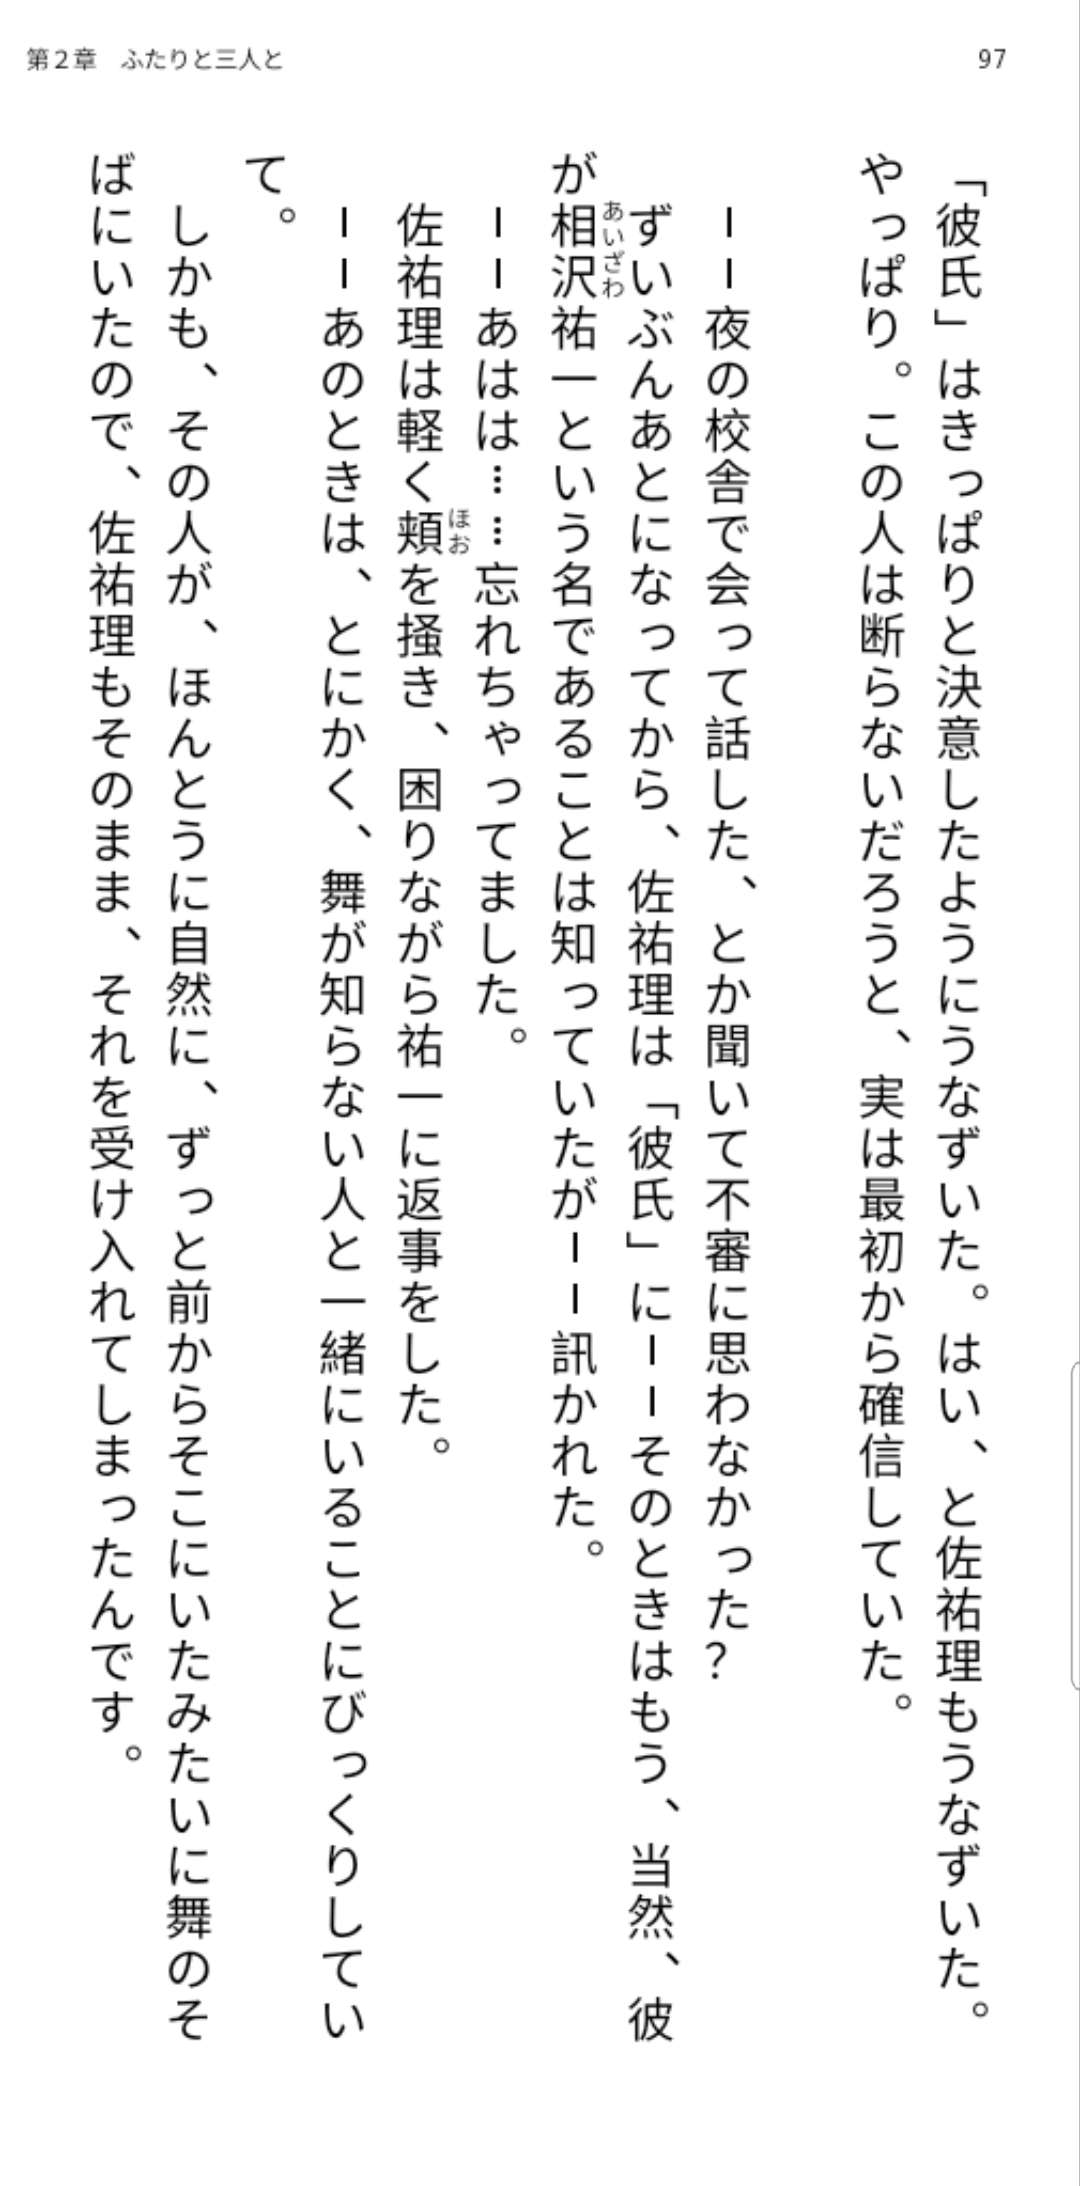 第２章　ふたりと三人と
97
「彼氏」はきっぱりと決意したようにうなずいた。はい、と佐祐理もうなずいた。
やっぱり。この人は断らないだろうと、実は最初から確信していた。
ーー夜の校舎で会って話した、とか聞いて不審に思わなかった？
ずいぶんあとになってから、佐祐理は「彼氏」にーーそのときはもう、当然、彼
が相沢祐一という名であることは知っていたがーー訊かれた。
あいざわ
ーーあはは……忘れちゃってました。
佐祐理は軽く頬を掻き、困りながら祐一に返事をした。
ほお
ーーあのときは、とにかく、舞が知らない人と一緒にいることにびっくりしてい
て。
しかも、その人が、ほんとうに自然に、ずっと前からそこにいたみたいに舞のそ
ばにいたので、佐祐理もそのまま、それを受け入れてしまったんです。